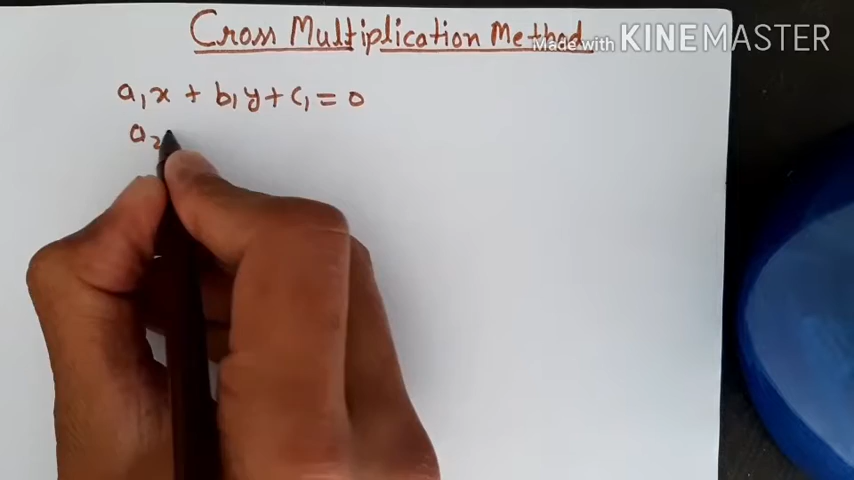 Cross Multiplication Method
Made with KINEMASTER
a₁x + b₁y + c₁ = 0
a₂